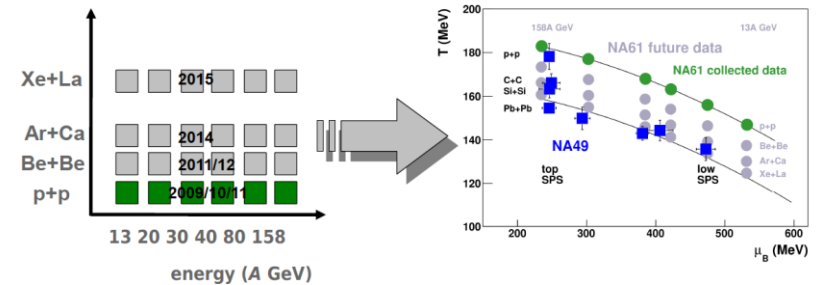 Xe+La
2015
Ar+Ca
2014
Be+Be
2011/12
p+p
2009/10/11
13 20 30 40 80 158
energy (A GeV)
T (MeV)
200
180
160
140
120
100
158A GeV
13A GeV
NA61 future data
NA61 collected data
p+p
C+C
Si+Si
Pb+Pb
NA49
p+p
Be+Be
Ar+Ca
Xe+La
top
SPS
low
SPS
200 300 400 500 600
μB (MeV)